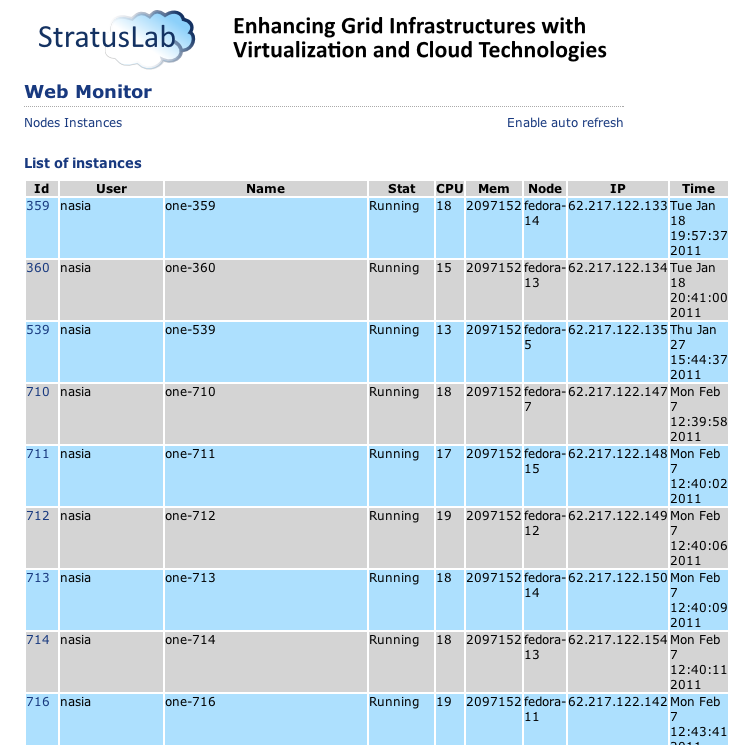 StratusLab
Enhancing Grid Infrastructures with
Virtualization and Cloud Technologies
Web Monitor
Nodes Instances Enable auto refresh
List of instances
Id User Name Stat CPU Mem Node IP Time
359 nasia one-359 Running 18 2097152 fedora- 62.217.122.133 Tue Jan
14 18
19:57:37
2011
360 nasia one-360 Running 15 2097152 fedora- 62.217.122.134 Tue Jan
13 18
20:41:00
2011
539 nasia one-539 Running 13 2097152 fedora- 62.217.122.135 Thu Jan
5 27
15:44:37
2011
710 nasia one-710 Running 18 2097152 fedora- 62.217.122.147 Mon Feb
7 7
12:39:58
2011
711 nasia one-711 Running 17 2097152 fedora- 62.217.122.148 Mon Feb
15 7
12:40:02
2011
712 nasia one-712 Running 19 2097152 fedora- 62.217.122.149 Mon Feb
12 7
12:40:06
2011
713 nasia one-713 Running 18 2097152 fedora- 62.217.122.150 Mon Feb
14 7
12:40:09
2011
714 nasia one-714 Running 18 2097152 fedora- 62.217.122.154 Mon Feb
13 7
12:40:11
2011
716 nasia one-716 Running 19 2097152 fedora- 62.217.122.142 Mon Feb
11 7
12:43:41